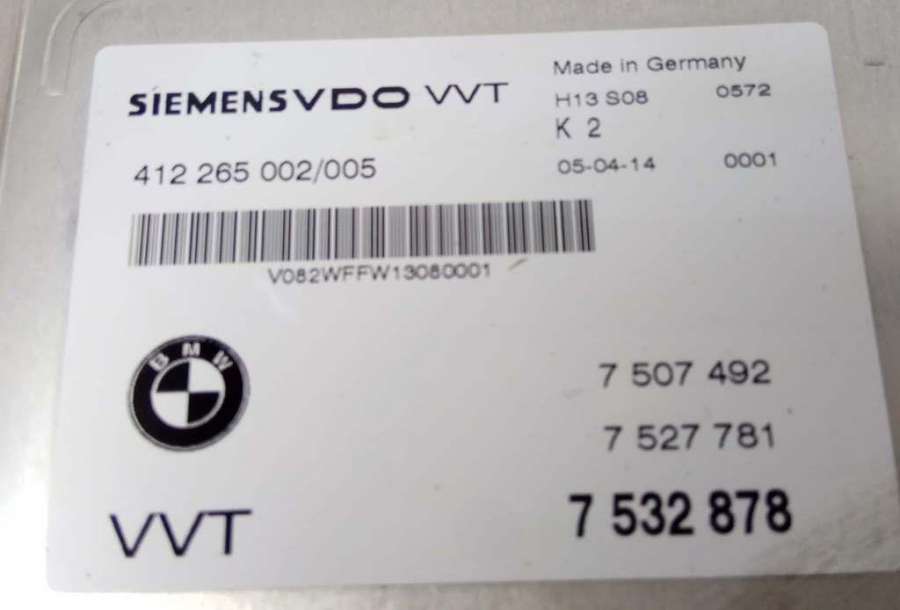 SIEMENSVDO VVT
Made in Germany
H13 S08 0572
K 2
412 265 002/005
05-04-14 0001
V082WFFW13080001
BMW
7 507 492
7 527 781
VVT
7 532 878